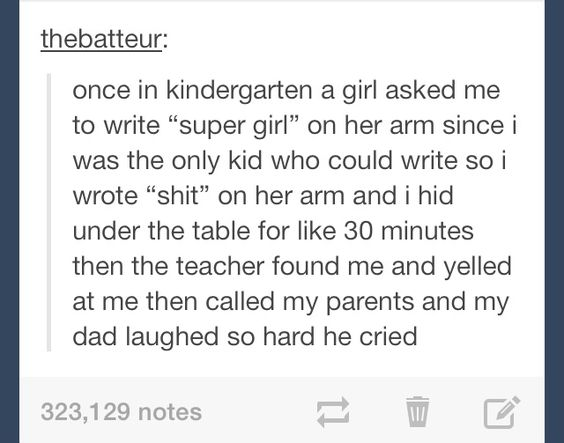 thebatteur:
once in kindergarten a girl asked me
to write “super girl” on her arm since i
was the only kid who could write so i
wrote “shit” on her arm and i hid
under the table for like 30 minutes
then the teacher found me and yelled
at me then called my parents and my
dad laughed so hard he cried
323,129 notes